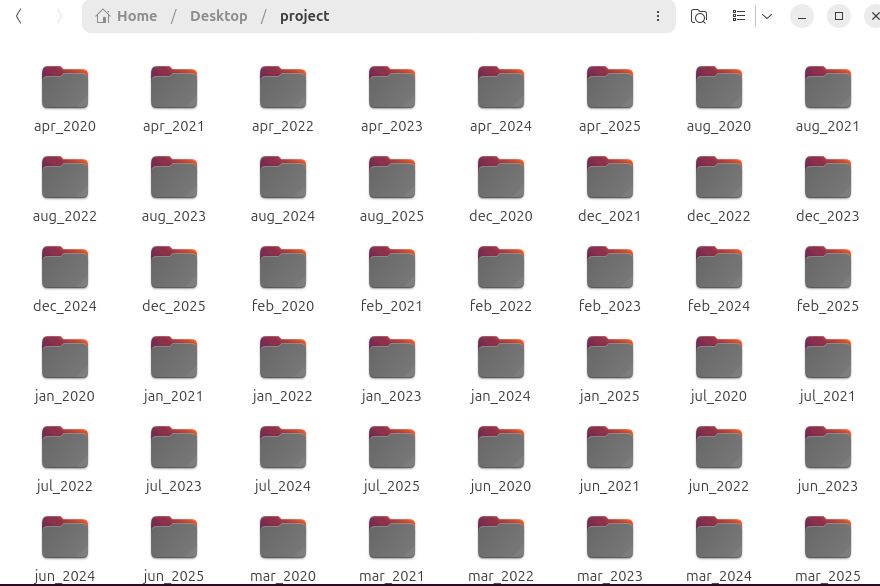 Home / Desktop / project
apr_2020 apr_2021 apr_2022 apr_2023 apr_2024 apr_2025 aug_2020 aug_2021
aug_2022 aug_2023 aug_2024 aug_2025 dec_2020 dec_2021 dec_2022 dec_2023
dec_2024 dec_2025 feb_2020 feb_2021 feb_2022 feb_2023 feb_2024 feb_2025
jan_2020 jan_2021 jan_2022 jan_2023 jan_2024 jan_2025 jul_2020 jul_2021
jul_2022 jul_2023 jul_2024 jul_2025 jun_2020 jun_2021 jun_2022 jun_2023
jun_2024 jun_2025 mar_2020 mar_2021 mar_2022 mar_2023 mar_2024 mar_2025